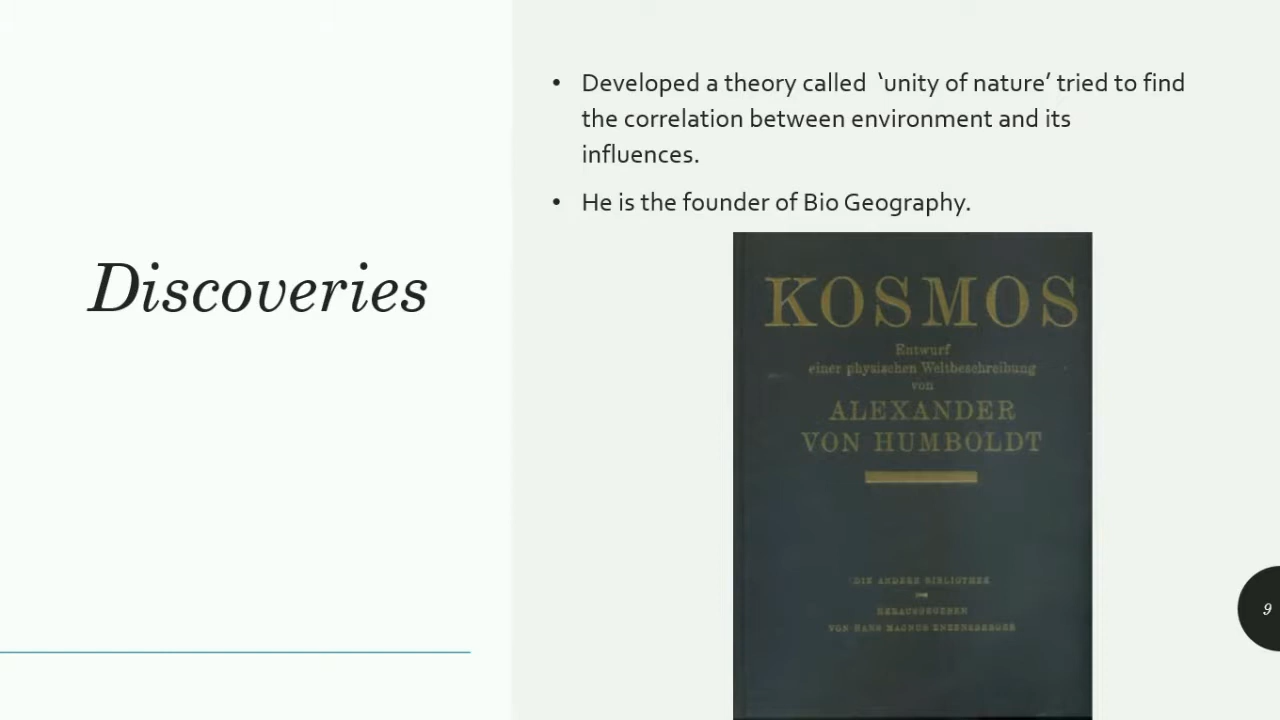 Discoveries
• Developed a theory called ‘unity of nature’ tried to find
the correlation between environment and its
influences.
• He is the founder of Bio Geography.
KOSMOS
Entwurf
einer physischen Weltbeschreibung
von
ALEXANDER
VON HUMBOLDT
DIE ANDERE BIBLIOTHEK
HERAUSGEGEBEN
VON HANS MAGNUS ENZENSBERGER
9